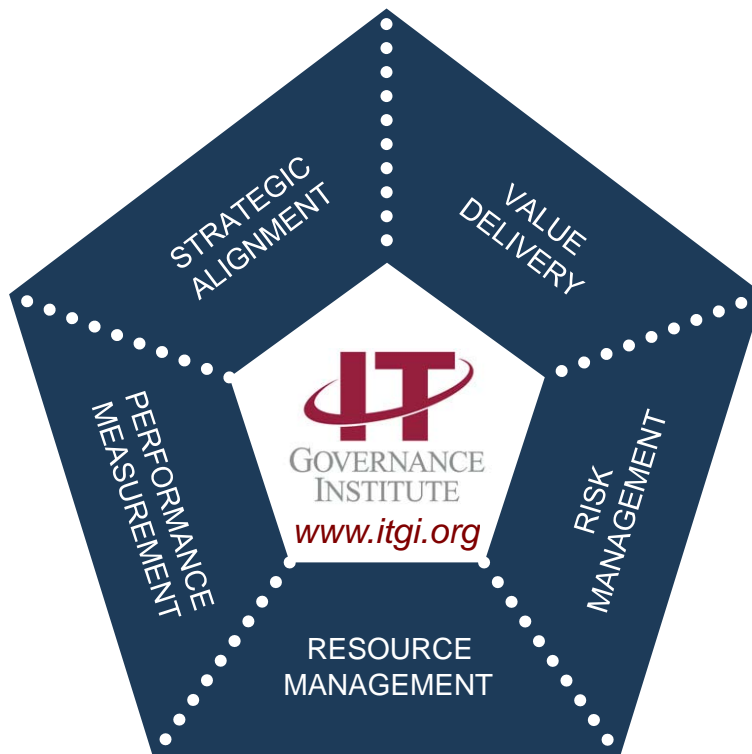 STRATEGIC
ALIGNMENT
VALUE
DELIVERY
PERFORMANCE
MEASUREMENT
IT
GOVERNANCE
INSTITUTE
www.itgi.org
RISK
MANAGEMENT
RESOURCE
MANAGEMENT